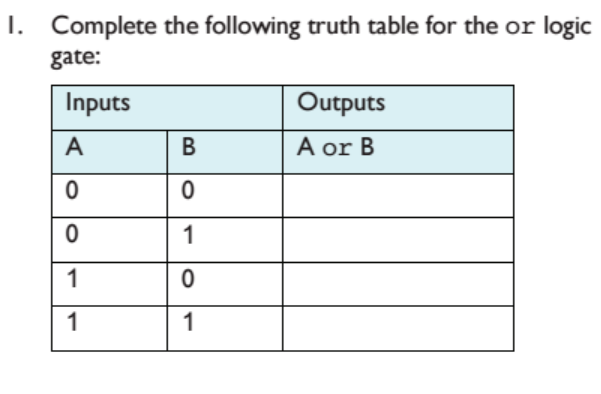 1. Complete the following truth table for the or logic
gate:
Inputs Outputs
A B A or B
0 0
0 1
1 0
1 1